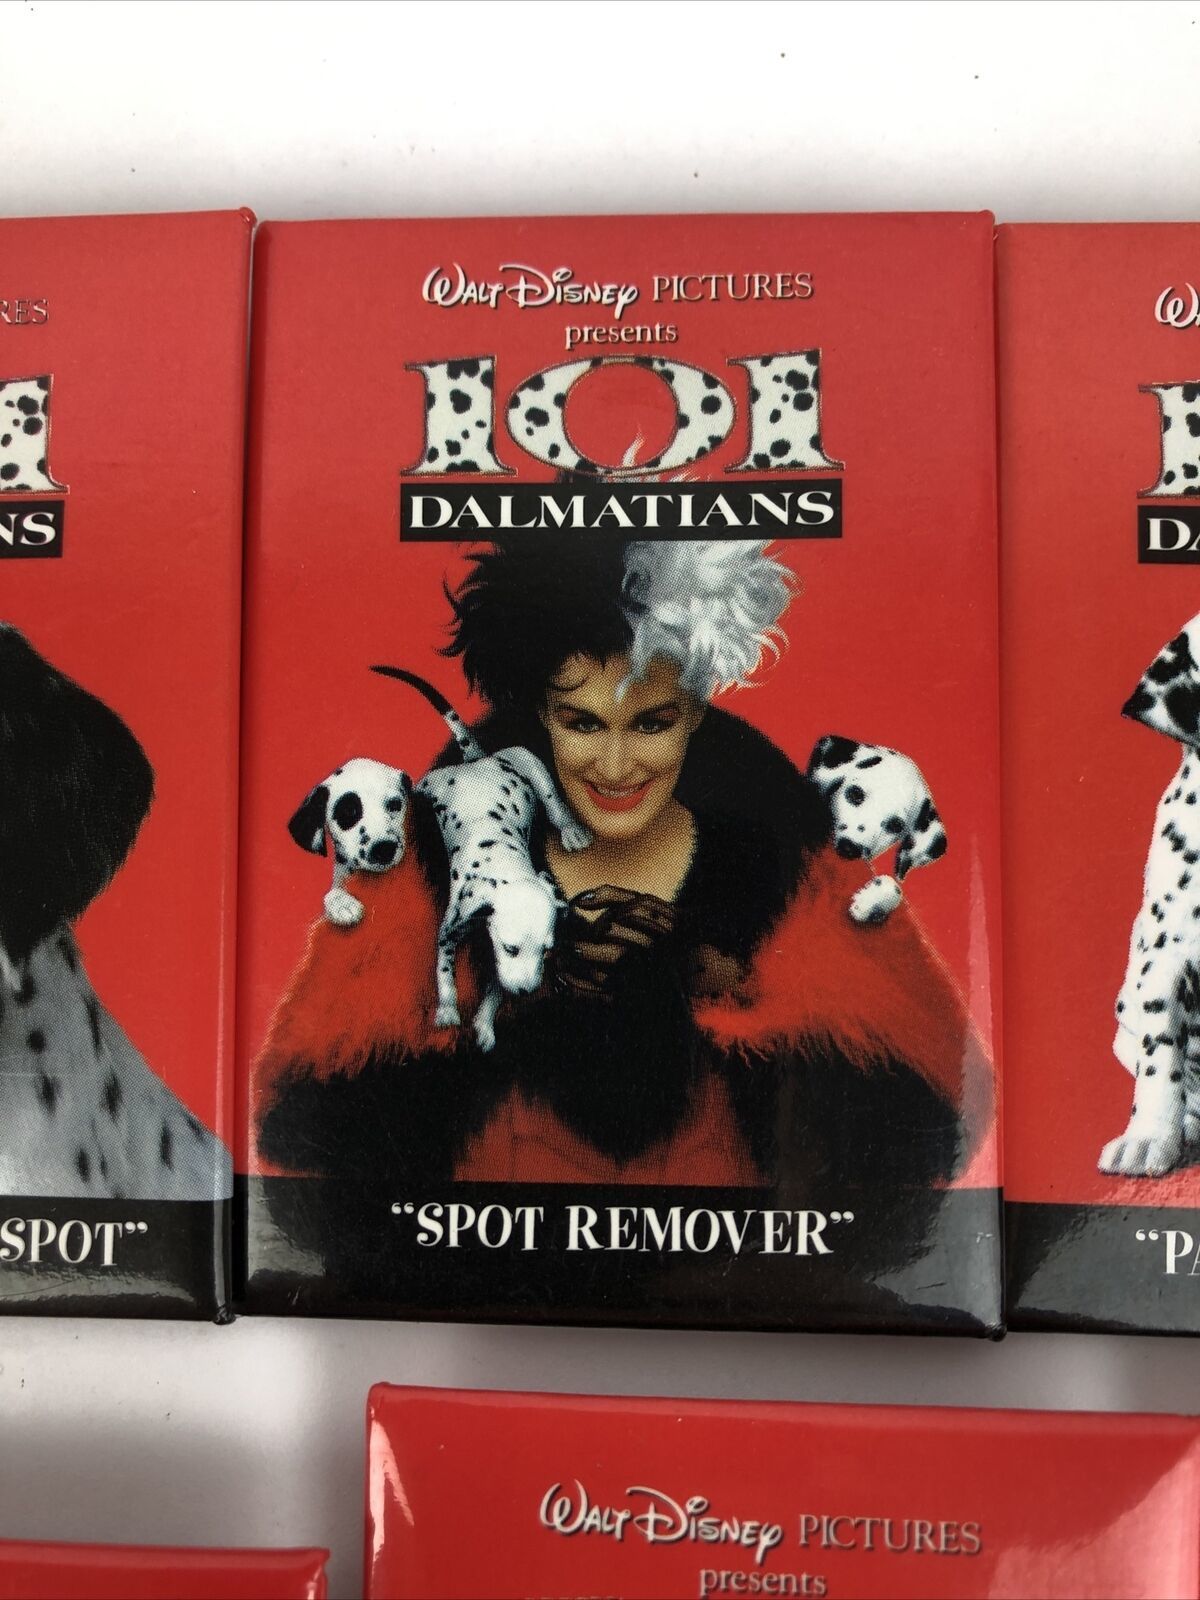 WALT DISNEY PICTURES
presents
101
DALMATIANS
"SPOT REMOVER"
SPOT"
WALT DISNEY PICTURES
presents